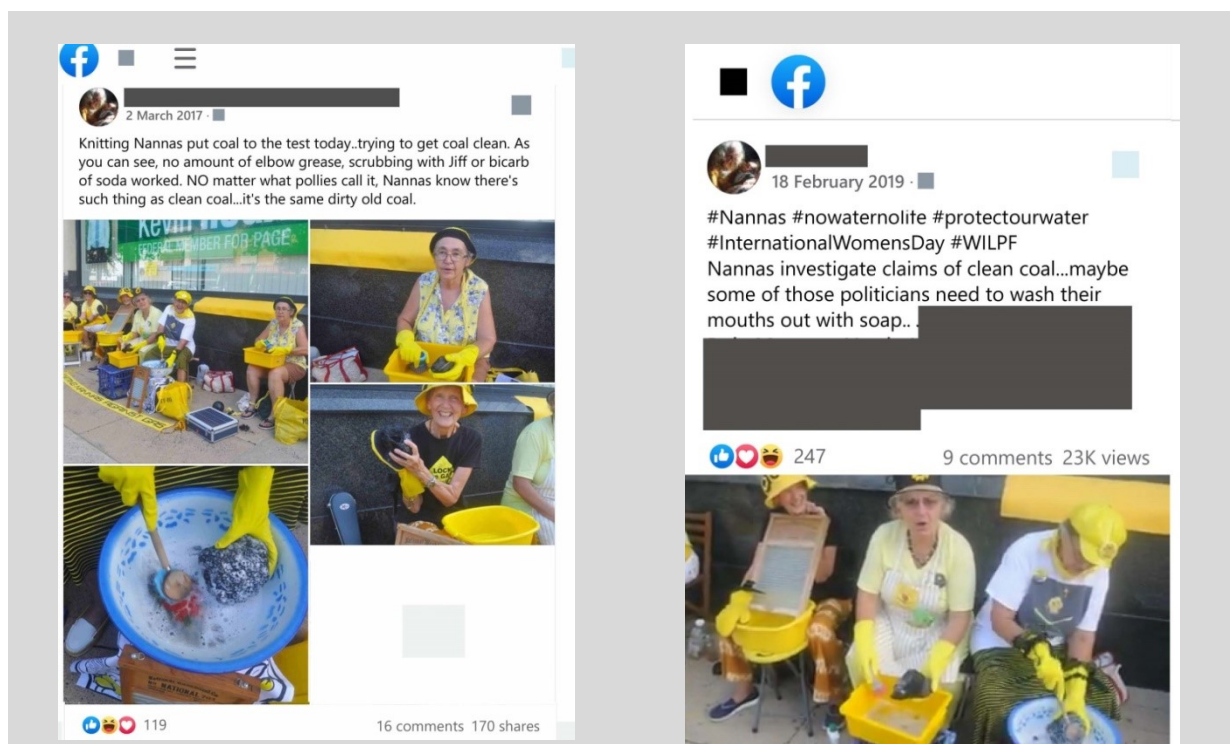 2 March 2017 ·
Knitting Nannas put coal to the test today..trying to get coal clean. As
you can see, no amount of elbow grease, scrubbing with Jiff or bicarb
of soda worked. NO matter what pollies call it, Nannas know there's
such thing as clean coal...it's the same dirty old coal.
Kevin
FEDERAL MEMBER FOR PAGE
119
16 comments 170 shares
18 February 2019 ·
#Nannas #nowaternolife #protectourwater
#InternationalWomensDay #WILPF
Nannas investigate claims of clean coal...maybe
some of those politicians need to wash their
mouths out with soap..
247
9 comments 23K views